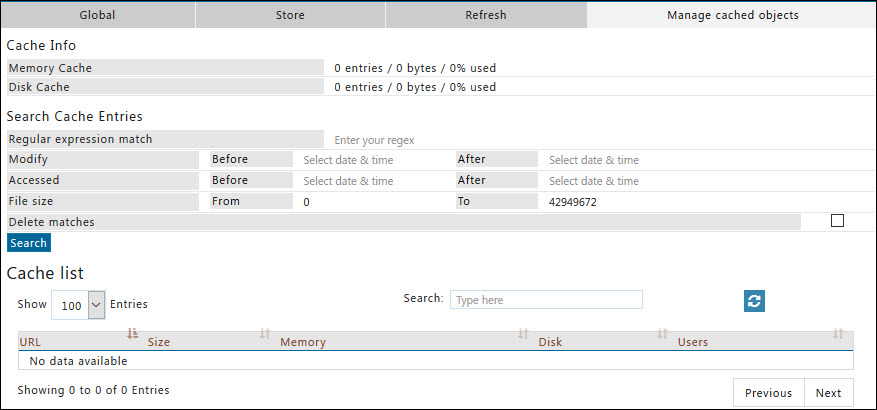 Global Store Refresh Manage cached objects
Cache Info
Memory Cache 0 entries / 0 bytes / 0% used
Disk Cache 0 entries / 0 bytes / 0% used
Search Cache Entries
Regular expression match Enter your regex
Modify Before Select date & time After Select date & time
Accessed Before Select date & time After Select date & time
File size From 0 To 42949672
Delete matches
Search
Cache list
Show 100 Entries Search: Type here
URL Size Memory Disk Users
No data available
Showing 0 to 0 of 0 Entries
Previous Next